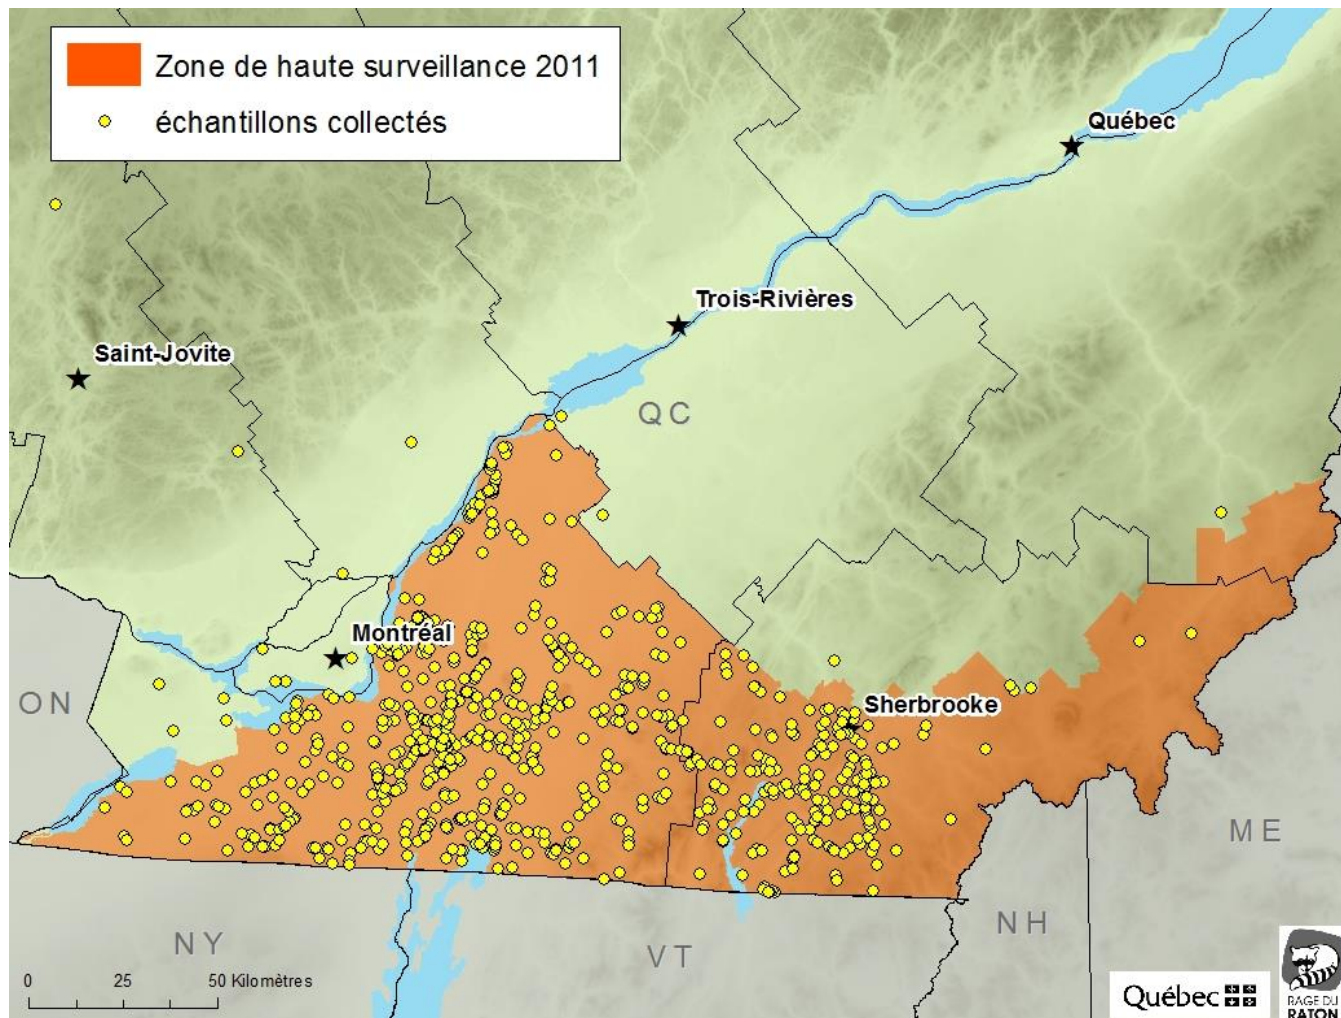 Zone de haute surveillance 2011
échantillons collectés
Québec
Trois-Rivières
Saint-Jovite
QC
Montréal
ON
Sherbrooke
ME
NH
NY
VT
0 25 50 Kilomètres
Québec
RAGE DU
RATON